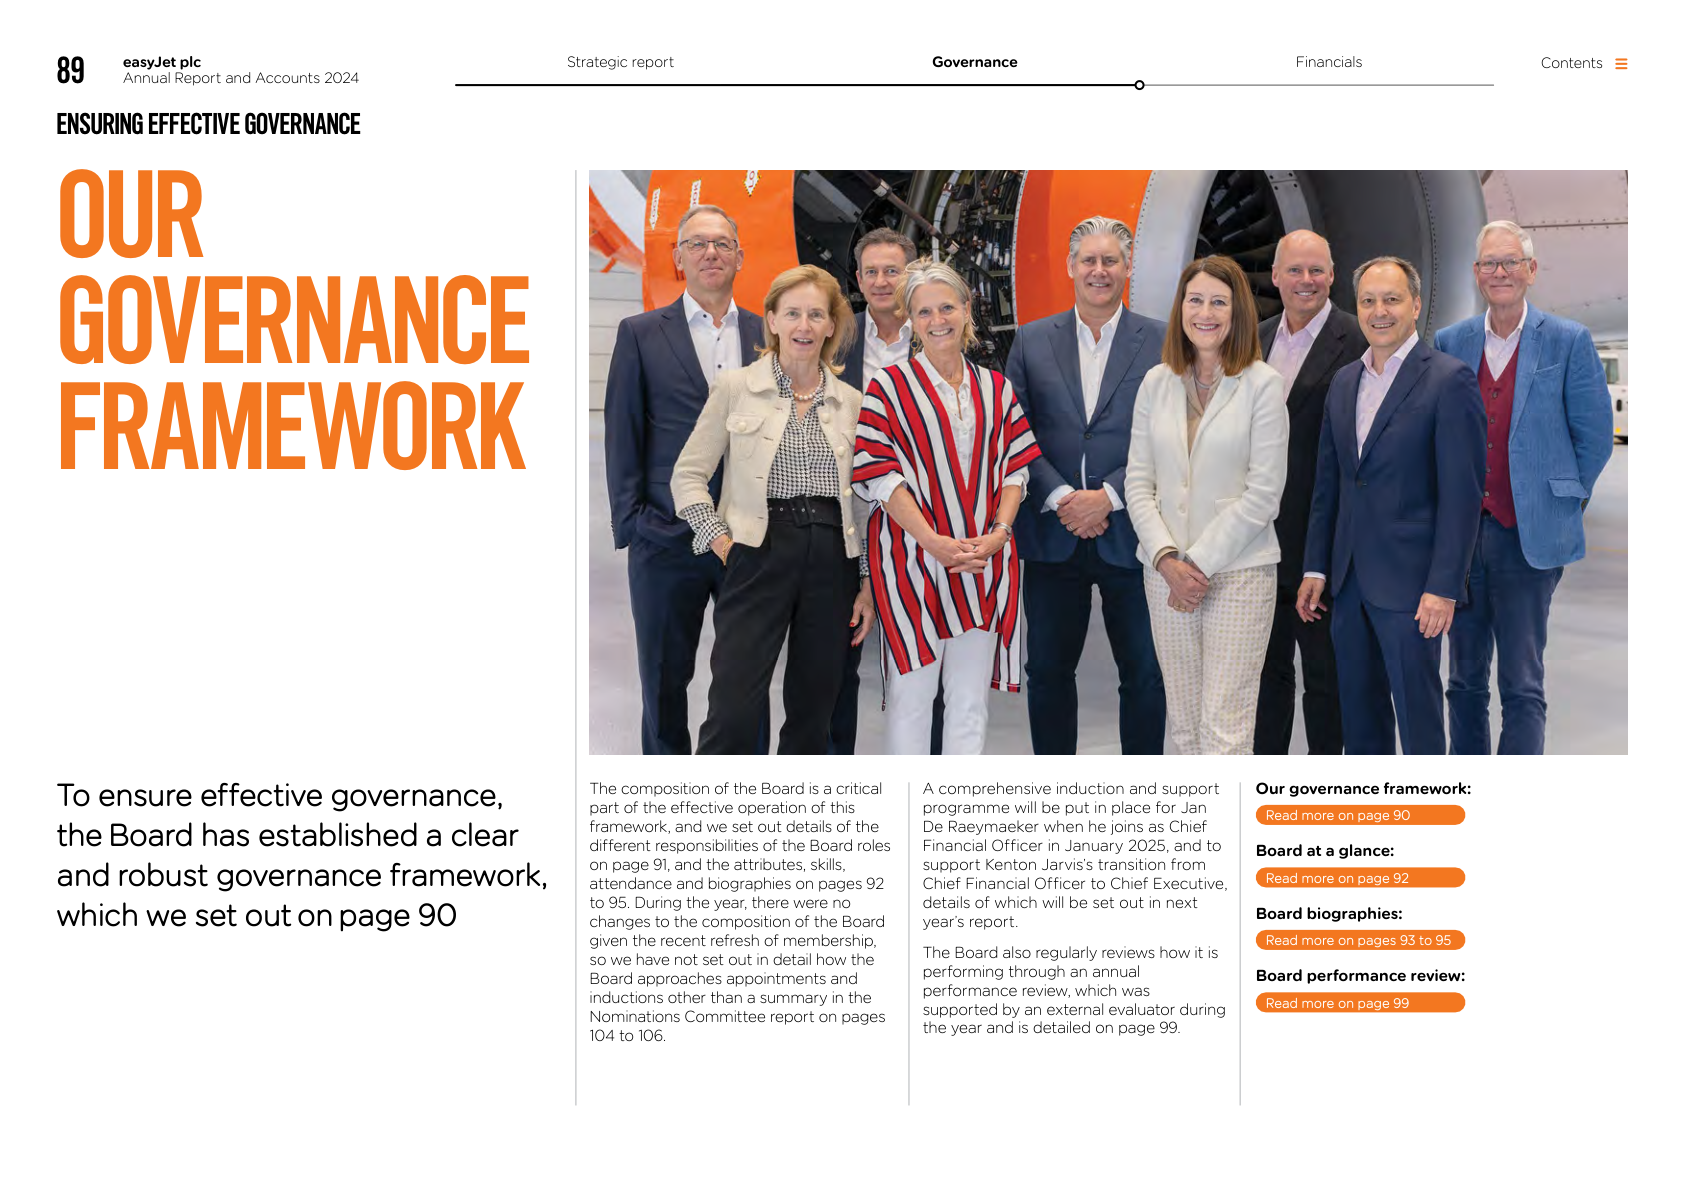 89
easyJet plc
Annual Report and Accounts 2024
Strategic report
Governance
Financials
Contents
ENSURING EFFECTIVE GOVERNANCE
OUR
GOVERNANCE
FRAMEWORK
To ensure effective governance,
the Board has established a clear
and robust governance framework,
which we set out on page 90
The composition of the Board is a critical
part of the effective operation of this
framework, and we set out details of the
different responsibilities of the Board roles
on page 91, and the attributes, skills,
attendance and biographies on pages 92
to 95. During the year, there were no
changes to the composition of the Board
given the recent refresh of membership,
so we have not set out in detail how the
Board approaches appointments and
inductions other than a summary in the
Nominations Committee report on pages
104 to 106.
A comprehensive induction and support
programme will be put in place for Jan
De Raeymaeker when he joins as Chief
Financial Officer in January 2025, and to
support Kenton Jarvis's transition from
Chief Financial Officer to Chief Executive,
details of which will be set out in next
year's report.
The Board also regularly reviews how it is
performing through an annual
performance review, which was
supported by an external evaluator during
the year and is detailed on page 99.
Our governance framework:
Read more on page 90
Board at a glance:
Read more on page 92
Board biographies:
Read more on pages 93 to 95
Board performance review:
Read more on page 99